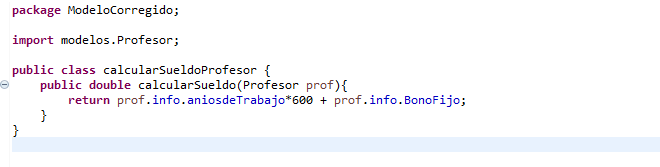 package ModeloCorregido;
import modelos.Profesor;
public class calcularSueldoProfesor {
public double calcularSueldo(Profesor prof){
return prof.info.aniosdeTrabajo*600 + prof.info.BonoFijo;
}
}